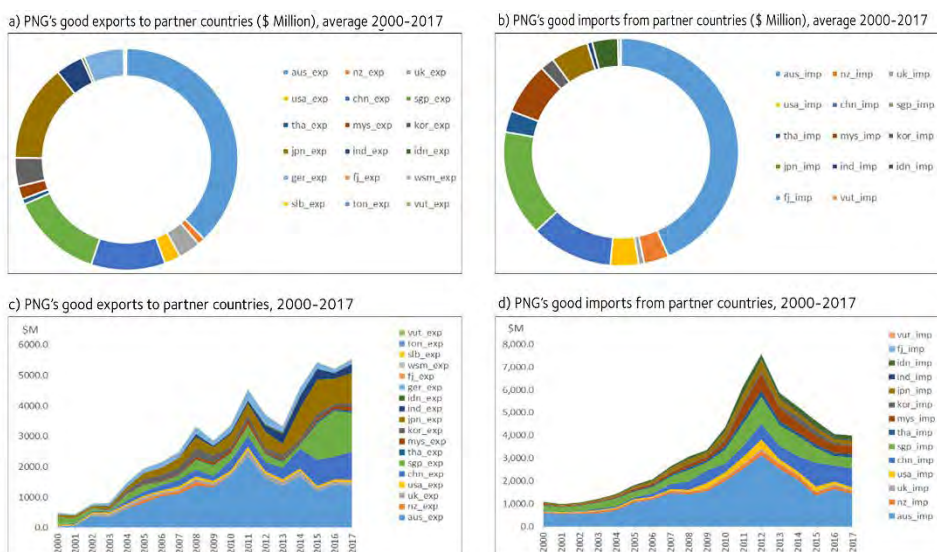 a) PNG's good exports to partner countries ($ Million), average 2000-2017
aus_exp nz_exp uk_exp
usa_exp chn_exp sgp_exp
tha_exp mys_exp kor_exp
jpn_exp ind_exp idn_exp
ger_exp fj_exp wsm_exp
slb_exp ton_exp vut_exp
b) PNG's good imports from partner countries ($ Million), average 2000-2017
aus_imp nz_imp uk_imp
usa_imp chn_imp sgp_imp
tha_imp mys_imp kor_imp
jpn_imp ind_imp idn_imp
fj_imp vut_imp
c) PNG's good exports to partner countries, 2000-2017
$M
6000.0
5000.0
4000.0
3000.0
2000.0
1000.0
0.0
2000 2001 2002 2003 2004 2005 2006 2007 2008 2009 2010 2011 2012 2013 2014 2015 2016 2017
vut_exp
ton_exp
slb_exp
wsm_exp
fj_exp
ger_exp
idn_exp
ind_exp
jpn_exp
kor_exp
mys_exp
tha_exp
sgp_exp
chn_exp
usa_exp
uk_exp
nz_exp
aus_exp
d) PNG's good imports from partner countries, 2000-2017
$M
8,000.0
7,000.0
6,000.0
5,000.0
4,000.0
3,000.0
2,000.0
1,000.0
0.0
2000 2001 2002 2003 2004 2005 2006 2007 2008 2009 2010 2011 2012 2013 2014 2015 2016 2017
vut_imp
fj_imp
idn_imp
ind_imp
jpn_imp
kor_imp
mys_imp
tha_imp
sgp_imp
chn_imp
usa_imp
uk_imp
nz_imp
aus_imp